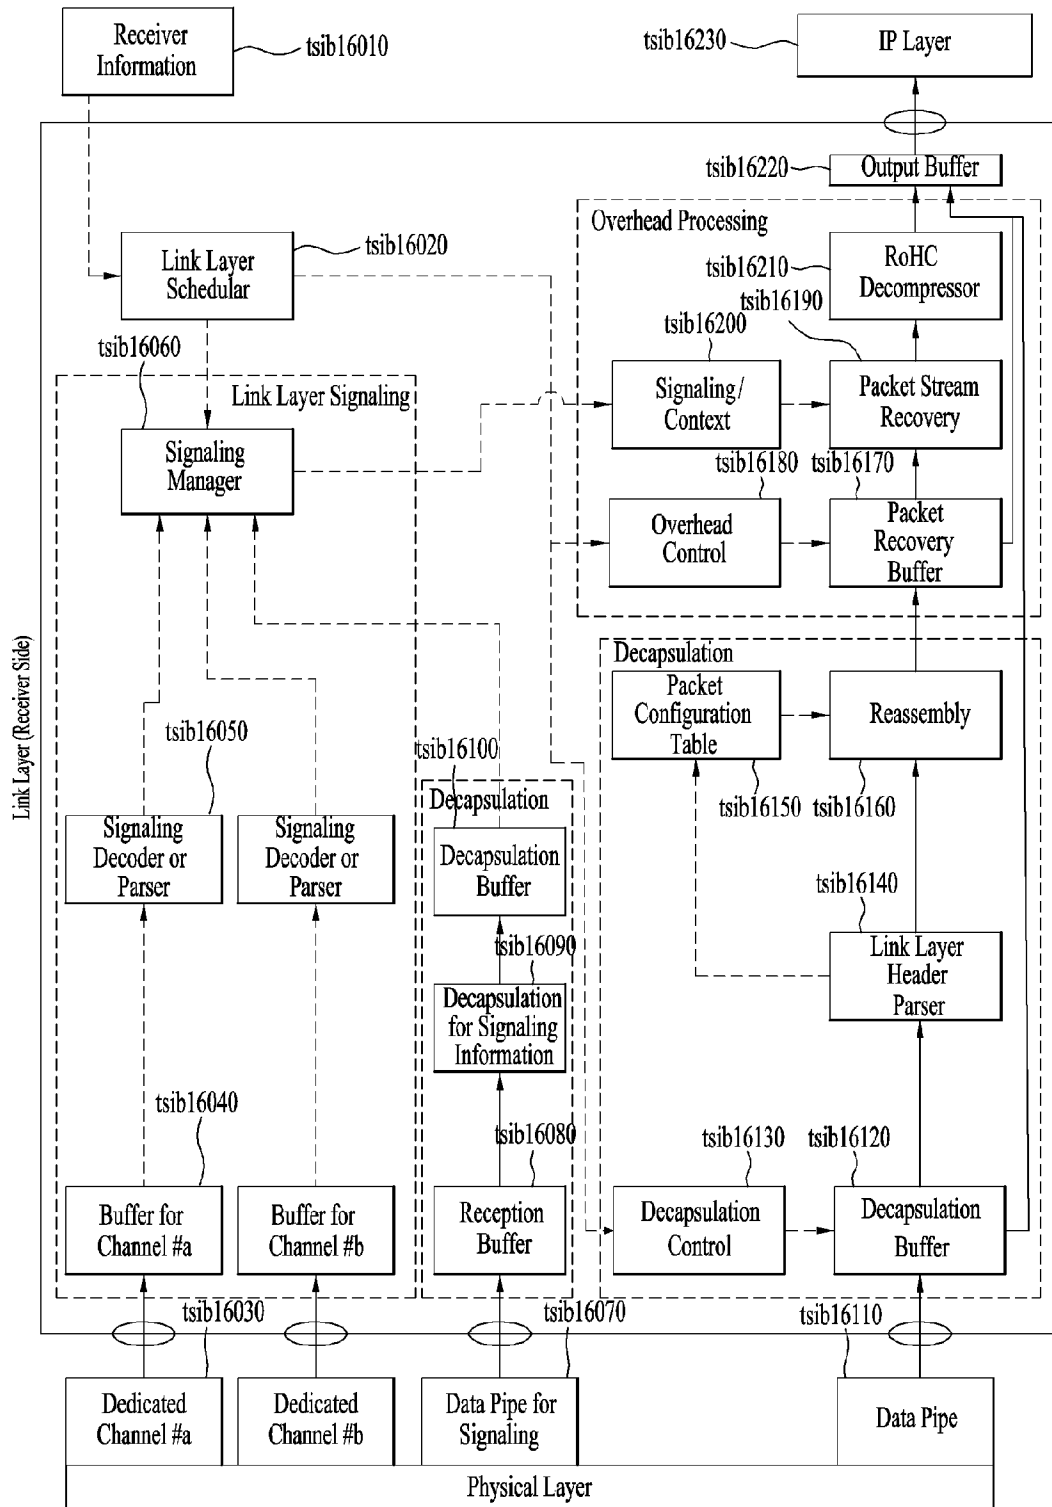 Receiver
Information
tsib16010
tsib16230
IP Layer
tsib16220
Output Buffer
Overhead Processing
tsib16020
Link Layer
Schedular
tsib16210
RoHC
Decompressor
tsib16190
tsib16200
tsib16060
Link Layer Signaling
Signaling/
Context
Packet Stream
Recovery
Signaling
Manager
tsib16180
tsib16170
Overhead
Control
Packet
Recovery
Buffer
Link Layer (Receiver Side)
Decapsulation
Packet
Configuration
Table
Reassembly
tsib16050
tsib16100
tsib16150
tsib16160
Decapsulation
Signaling
Decoder or
Parser
Signaling
Decoder or
Parser
Decapsulation
Buffer
tsib16140
tsib16090
Link Layer
Header
Parser
Decapsulation
for Signaling
Information
tsib16040
tsib16080
tsib16130
tsib16120
Buffer for
Channel #a
Buffer for
Channel #b
Reception
Buffer
Decapsulation
Control
Decapsulation
Buffer
tsib16030
tsib16070
tsib16110
Dedicated
Channel #a
Dedicated
Channel #b
Data Pipe for
Signaling
Data Pipe
Physical Layer